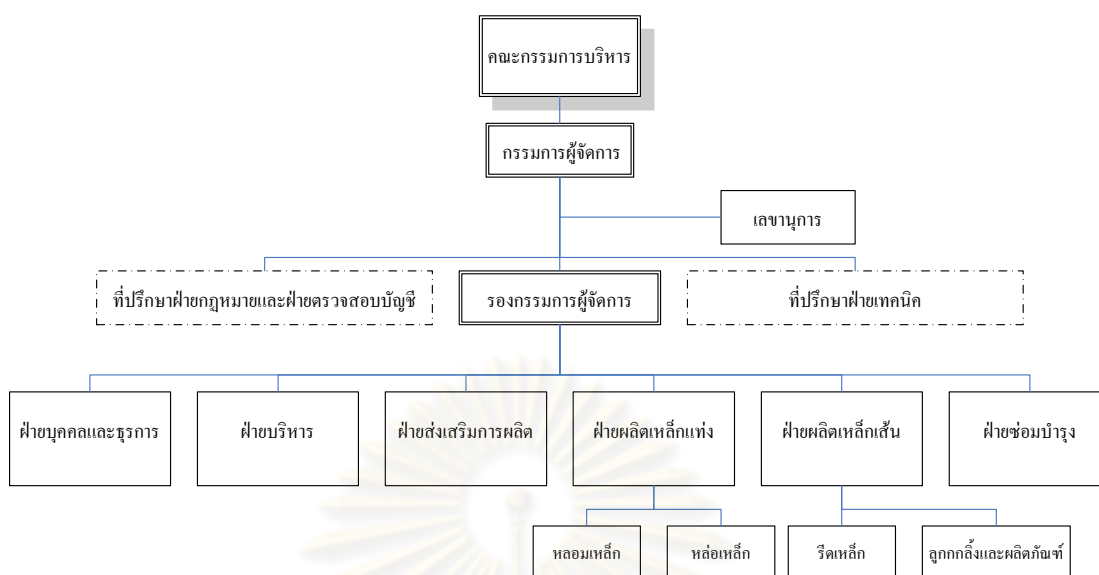 คณะกรรมการบริหาร
กรรมการผู้จัดการ
เลขานุการ
ที่ปรึกษาฝ่ายกฎหมายและฝ่ายตรวจสอบบัญชี
รองกรรมการผู้จัดการ
ที่ปรึกษาฝ่ายเทคนิค
ฝ่ายบุคคลและธุรการ
ฝ่ายบริหาร
ฝ่ายส่งเสริมการผลิต
ฝ่ายผลิตเหล็กแท่ง
ฝ่ายผลิตเหล็กเส้น
ฝ่ายซ่อมบำรุง
หลอมเหล็ก
หล่อเหล็ก
รีดเหล็ก
ลูกกกลิ้งและผลิตภัณฑ์